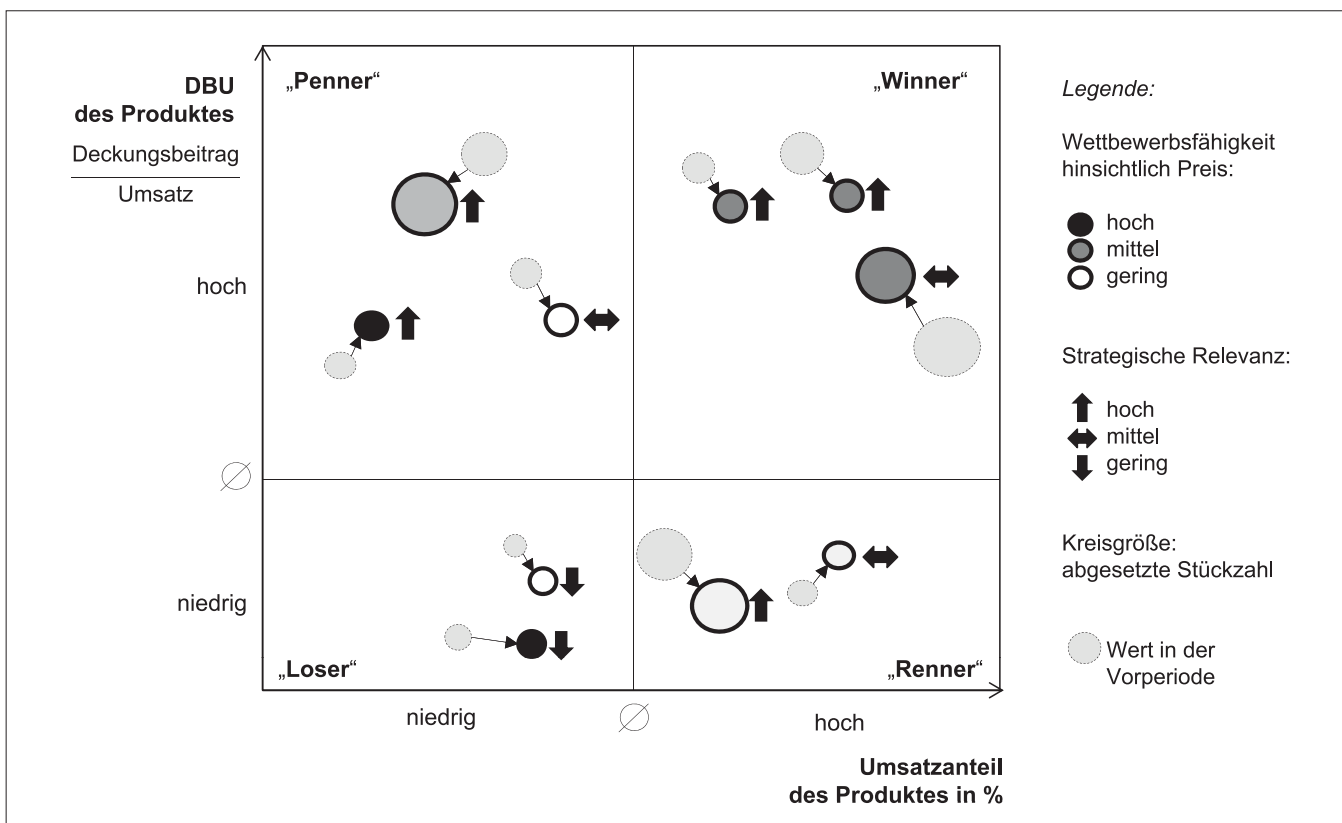 DBU
des Produktes
Deckungsbeitrag
Umsatz
hoch
∅
niedrig
„Penner“
„Winner“
„Loser“
„Renner“
niedrig
∅
hoch
Umsatzanteil
des Produktes in %
Legende:
Wettbewerbsfähigkeit
hinsichtlich Preis:
hoch
mittel
gering
Strategische Relevanz:
hoch
mittel
gering
Kreisgröße:
abgesetzte Stückzahl
Wert in der
Vorperiode